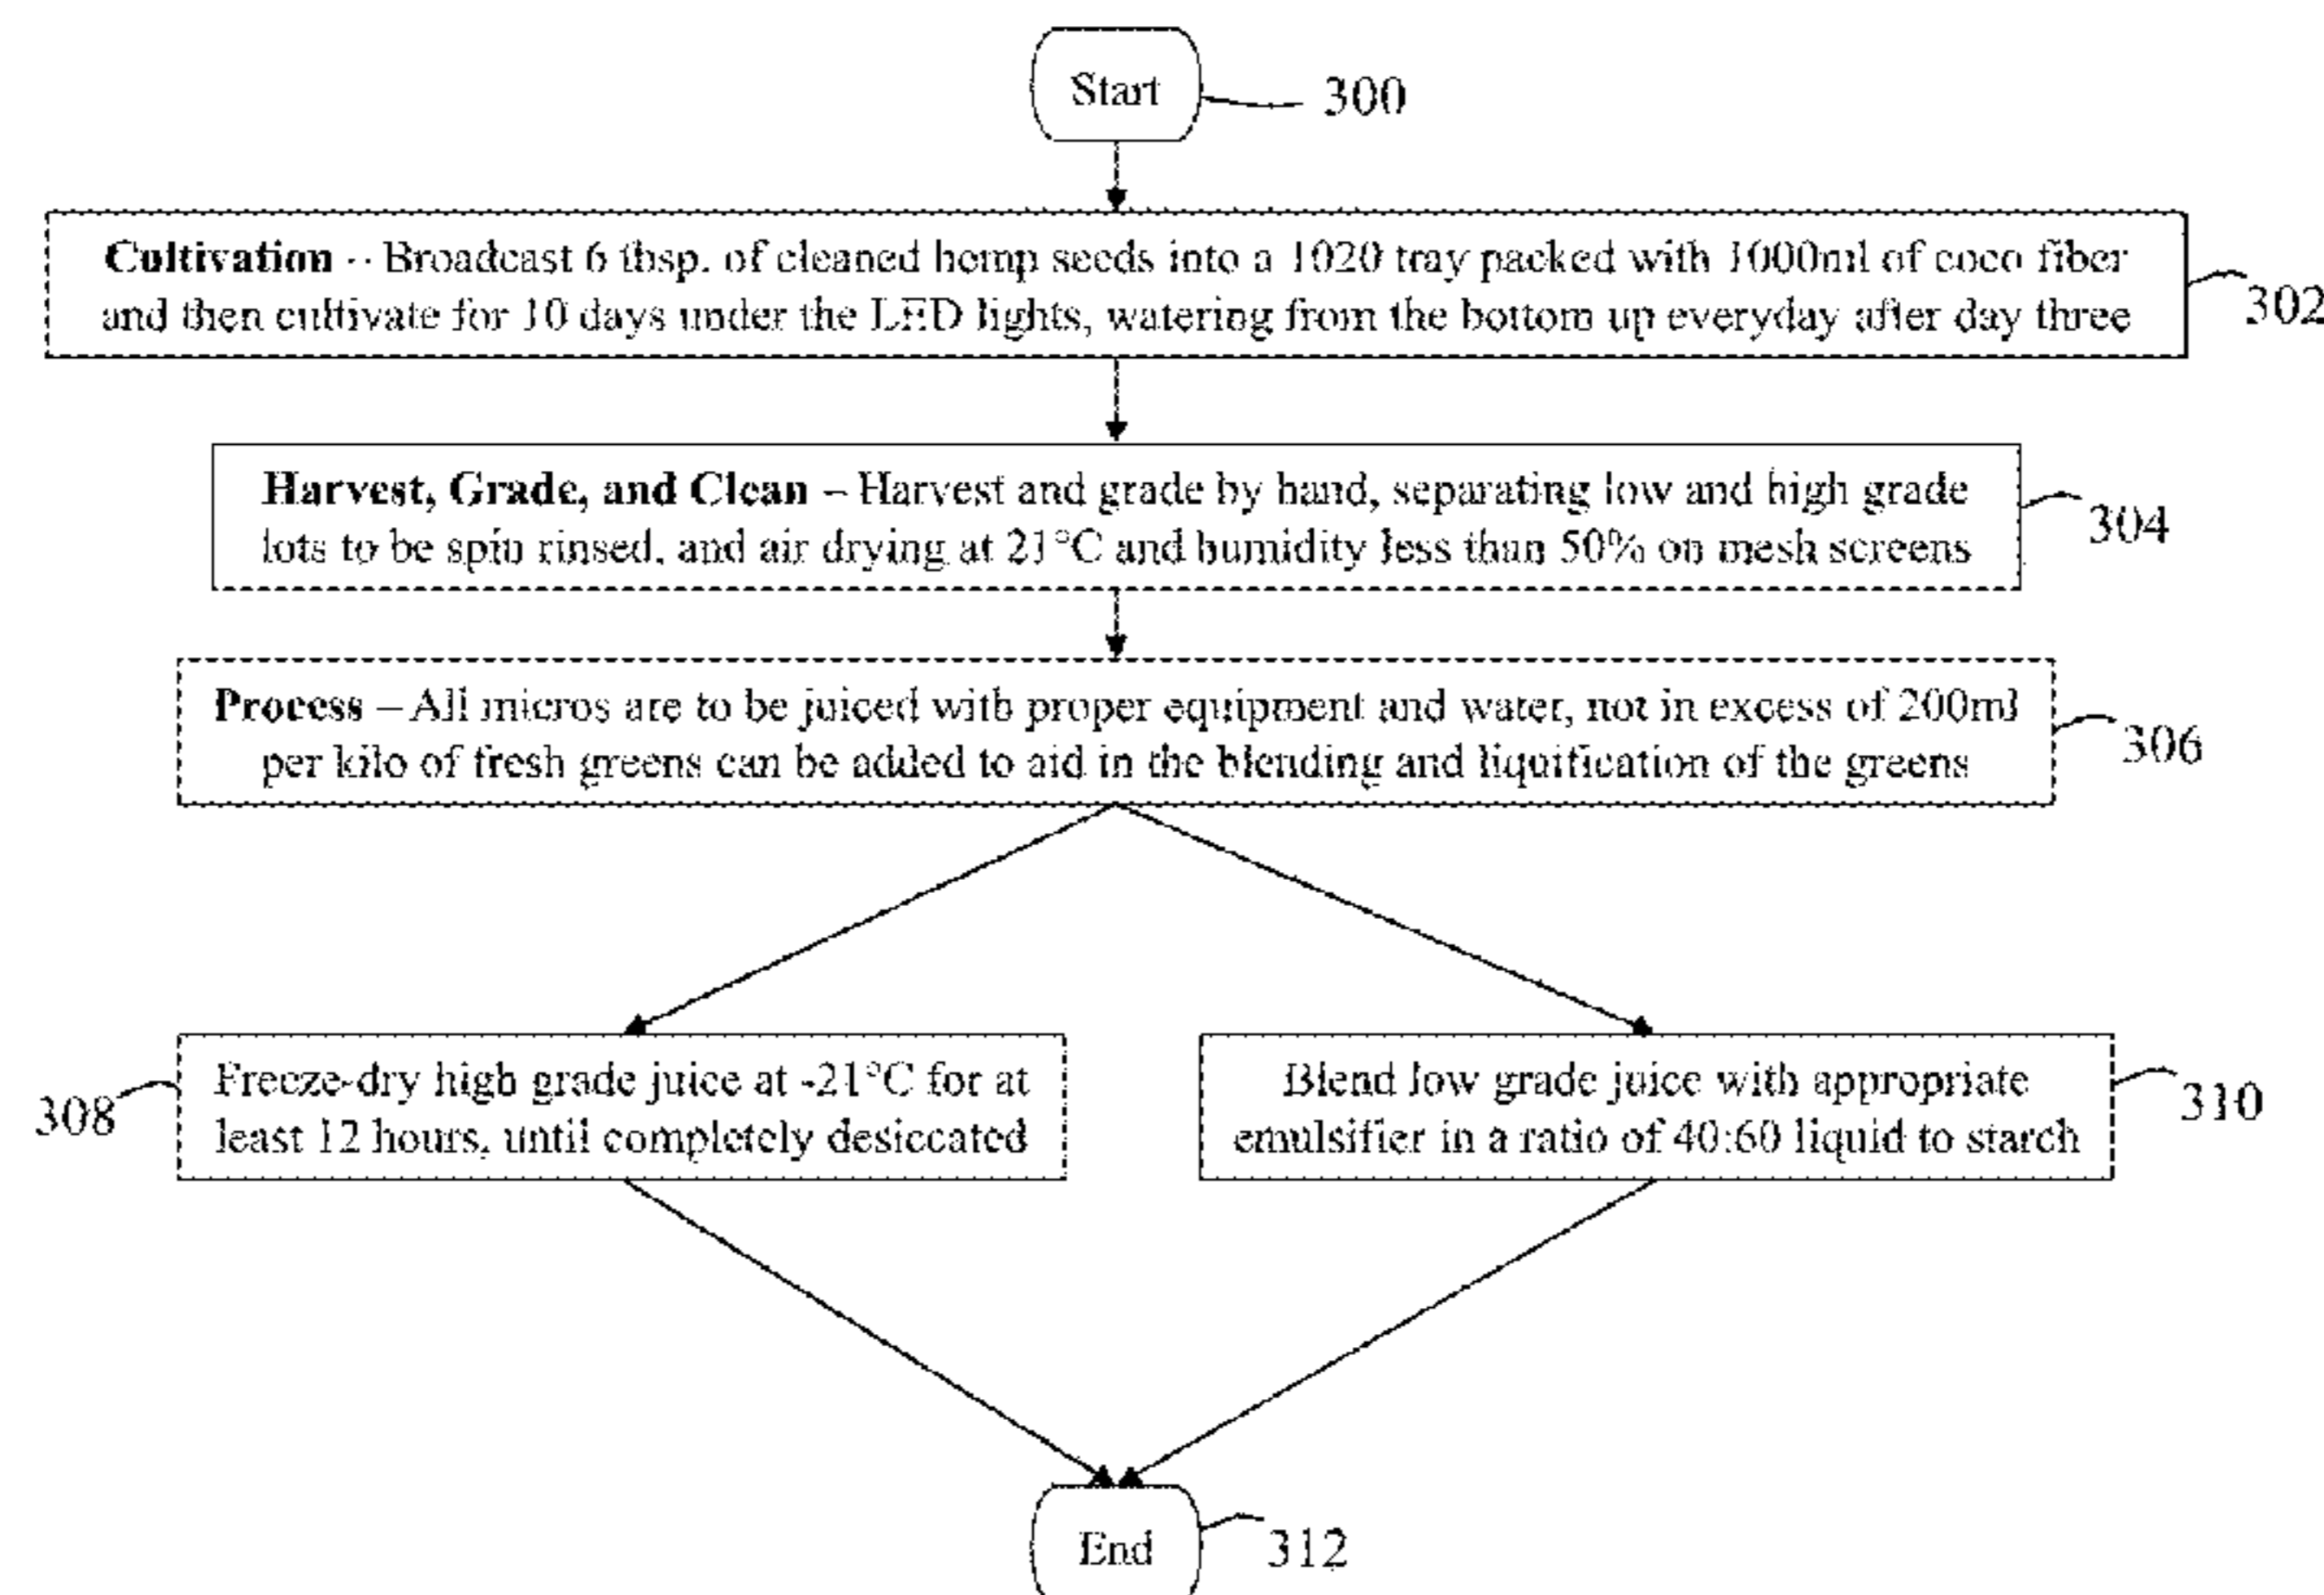 Start
300
Cultivation -- Broadcast 6 tbsp. of cleaned hemp seeds into a 1020 tray packed with 1000ml of coco fiber
and then cultivate for 10 days under the LED lights, watering from the bottom up everyday after day three
302
Harvest, Grade, and Clean – Harvest and grade by hand, separating low and high grade
lots to be spin rinsed, and air drying at 21°C and humidity less than 50% on mesh screens
304
Process – All micros are to be juiced with proper equipment and water, not in excess of 200ml
per kilo of fresh greens can be added to aid in the blending and liquification of the greens
306
308
Freeze-dry high grade juice at -21°C for at
least 12 hours, until completely desiccated
Blend low grade juice with appropriate
emulsifier in a ratio of 40:60 liquid to starch
310
End
312